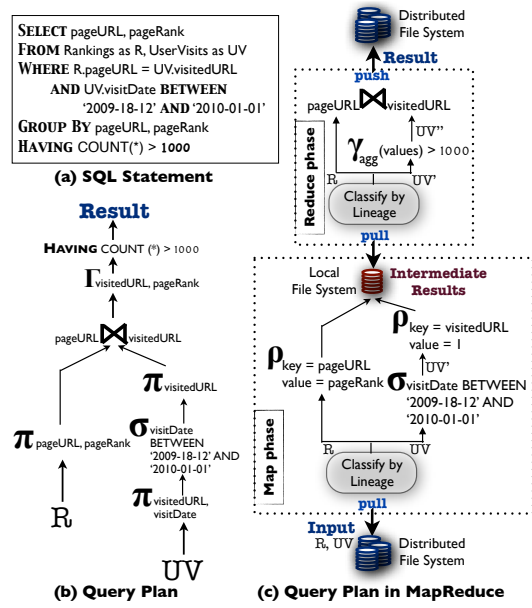 SELECT pageURL, pageRank
FROM Rankings as R, UserVisits as UV
WHERE R.pageURL = UV.visitedURL
AND UV.visitDate BETWEEN
'2009-18-12' AND '2010-01-01'
GROUP BY pageURL, pageRank
HAVING COUNT(*) > 1000
(a) SQL Statement
Result
HAVING COUNT (*) > 1000
Γ visitedURL, pageRank
pageURL ⋈ visitedURL
π visitedURL
σ visitDate
BETWEEN
'2009-18-12' AND
'2010-01-01'
π pageURL, pageRank
π visitedURL,
visitDate
R
UV
(b) Query Plan
Distributed
File System
Result
push
pageURL ⋈ visitedURL
UV''
γ agg (values) > 1000
R UV'
Classify by
Lineage
Reduce phase
pull
Local
File System
Intermediate
Results
ρ key = visitedURL
value = 1
ρ key = pageURL
value = pageRank
UV'
σ visitDate BETWEEN
'2009-18-12' AND
'2010-01-01'
R UV
Classify by
Lineage
Map phase
pull
Input
R, UV
Distributed
File System
(c) Query Plan in MapReduce